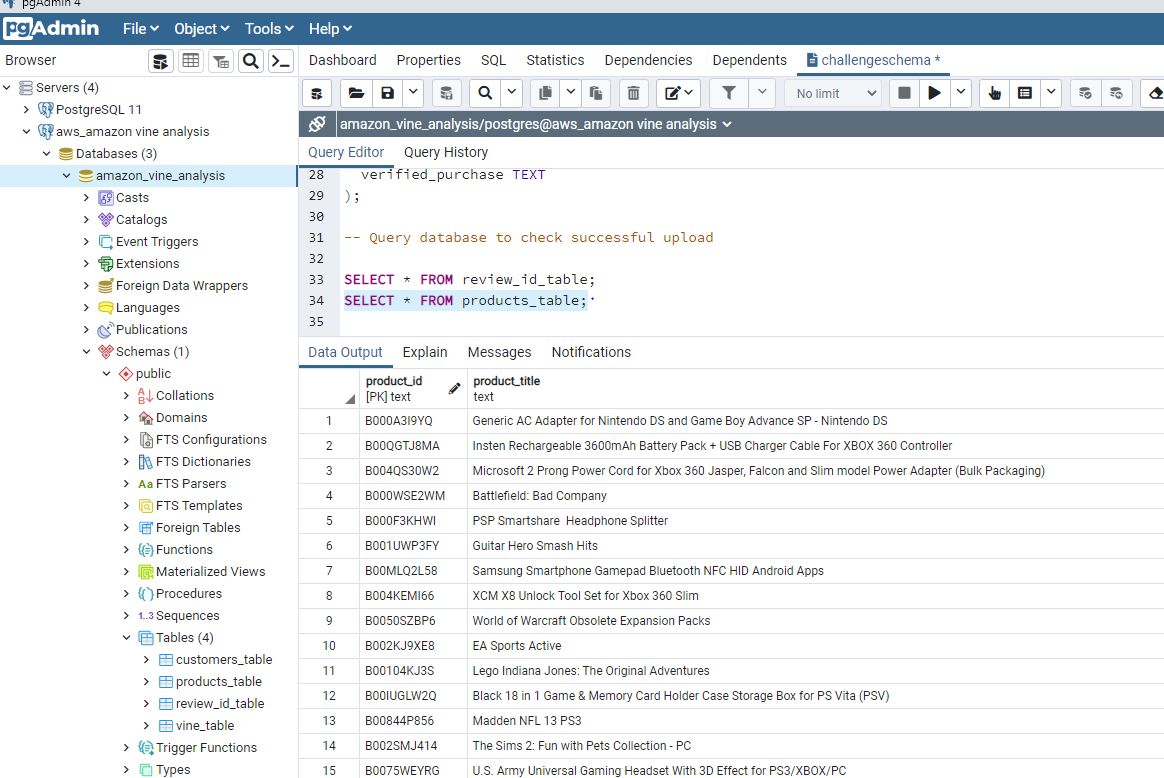 pgAdmin 4
pgAdmin File Object Tools Help
Browser
Servers (4)
PostgreSQL 11
aws_amazon vine analysis
Databases (3)
amazon_vine_analysis
Casts
Catalogs
Event Triggers
Extensions
Foreign Data Wrappers
Languages
Publications
Schemas (1)
public
Collations
Domains
FTS Configurations
FTS Dictionaries
Aa FTS Parsers
FTS Templates
Foreign Tables
Functions
Materialized Views
Procedures
1..3 Sequences
Tables (4)
customers_table
products_table
review_id_table
vine_table
Trigger Functions
Types
Dashboard Properties SQL Statistics Dependencies Dependents challengeschema *
No limit
amazon_vine_analysis/postgres@aws_amazon vine analysis
Query Editor Query History
28 verified_purchase TEXT
29 );
30
31 -- Query database to check successful upload
32
33 SELECT * FROM review_id_table;
34 SELECT * FROM products_table;
35
Data Output Explain Messages Notifications
product_id product_title
[PK] text text
1 B000A3I9YQ Generic AC Adapter for Nintendo DS and Game Boy Advance SP - Nintendo DS
2 B00QGTJ8MA Insten Rechargeable 3600mAh Battery Pack + USB Charger Cable For XBOX 360 Controller
3 B004QS30W2 Microsoft 2 Prong Power Cord for Xbox 360 Jasper, Falcon and Slim model Power Adapter (Bulk Packaging)
4 B000WSE2WM Battlefield: Bad Company
5 B000F3KHWI PSP Smartshare  Headphone Splitter
6 B001UWP3FY Guitar Hero Smash Hits
7 B00MLQ2L58 Samsung Smartphone Gamepad Bluetooth NFC HID Android Apps
8 B004KEMI66 XCM X8 Unlock Tool Set for Xbox 360 Slim
9 B0050SZBP6 World of Warcraft Obsolete Expansion Packs
10 B002KJ9XE8 EA Sports Active
11 B00104KJ3S Lego Indiana Jones: The Original Adventures
12 B00IUGLW2Q Black 18 in 1 Game & Memory Card Holder Case Storage Box for PS Vita (PSV)
13 B00844P856 Madden NFL 13 PS3
14 B002SMJ414 The Sims 2: Fun with Pets Collection - PC
15 B0075WEYRG U.S. Army Universal Gaming Headset With 3D Effect for PS3/XBOX/PC